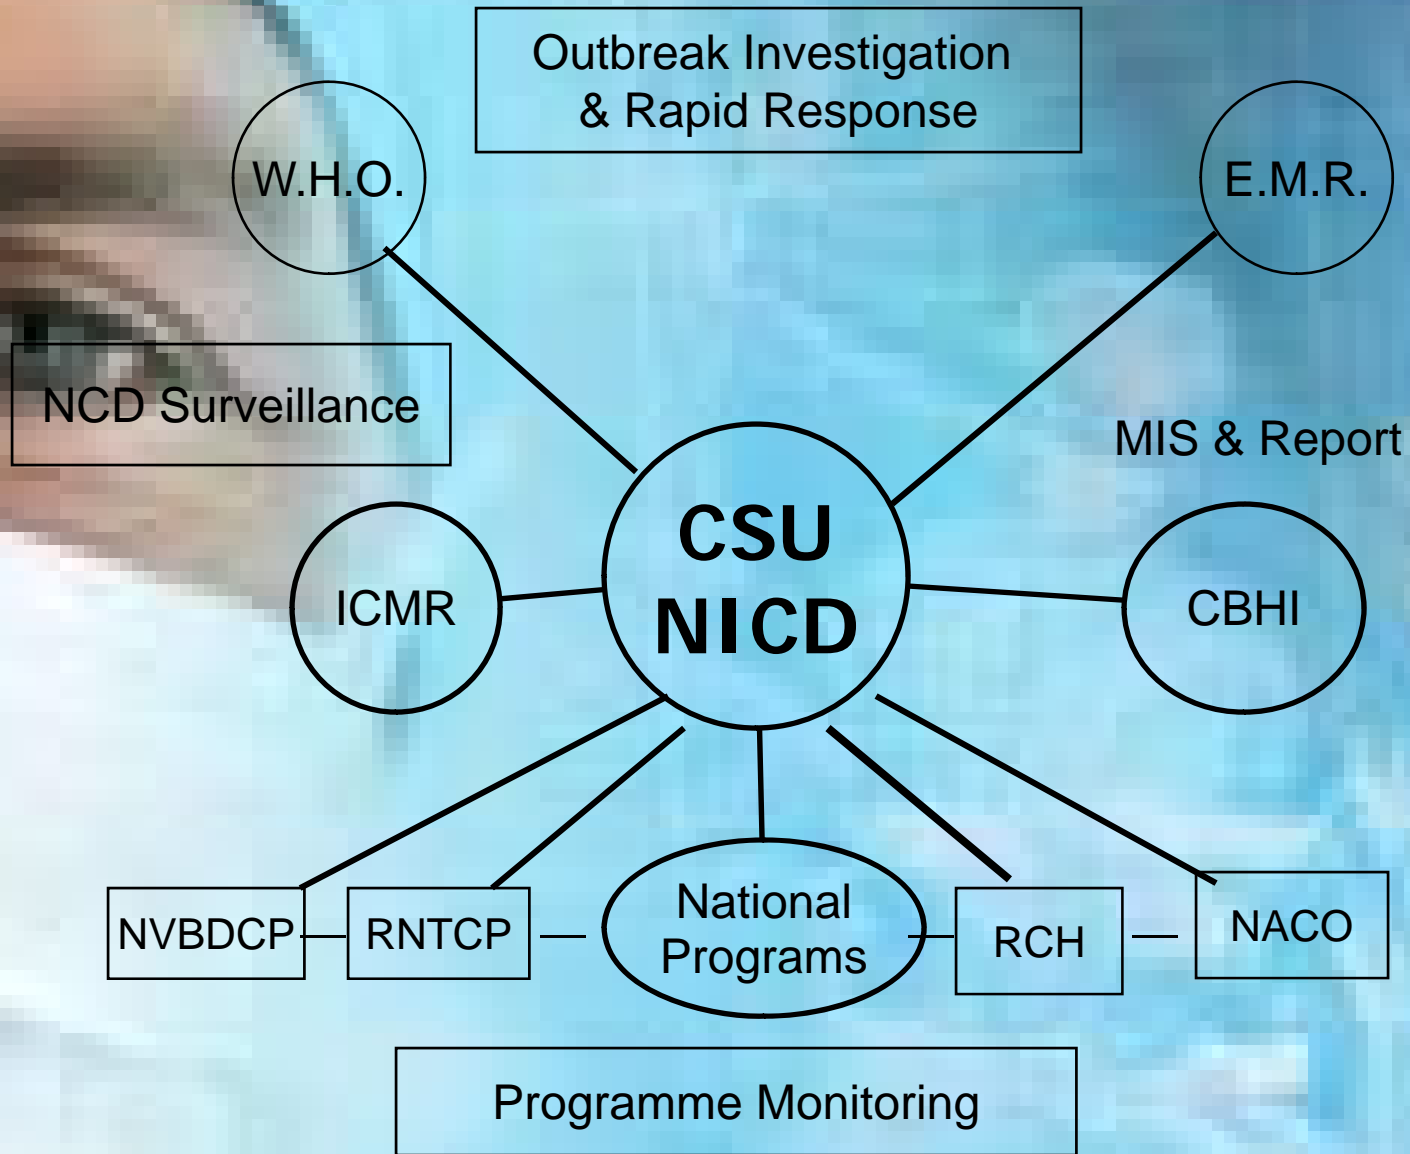 Outbreak Investigation
& Rapid Response
W.H.O.
E.M.R.
NCD Surveillance
MIS & Report
CSU
NICD
ICMR
CBHI
NVBDCP
RNTCP
National
Programs
RCH
NACO
Programme Monitoring